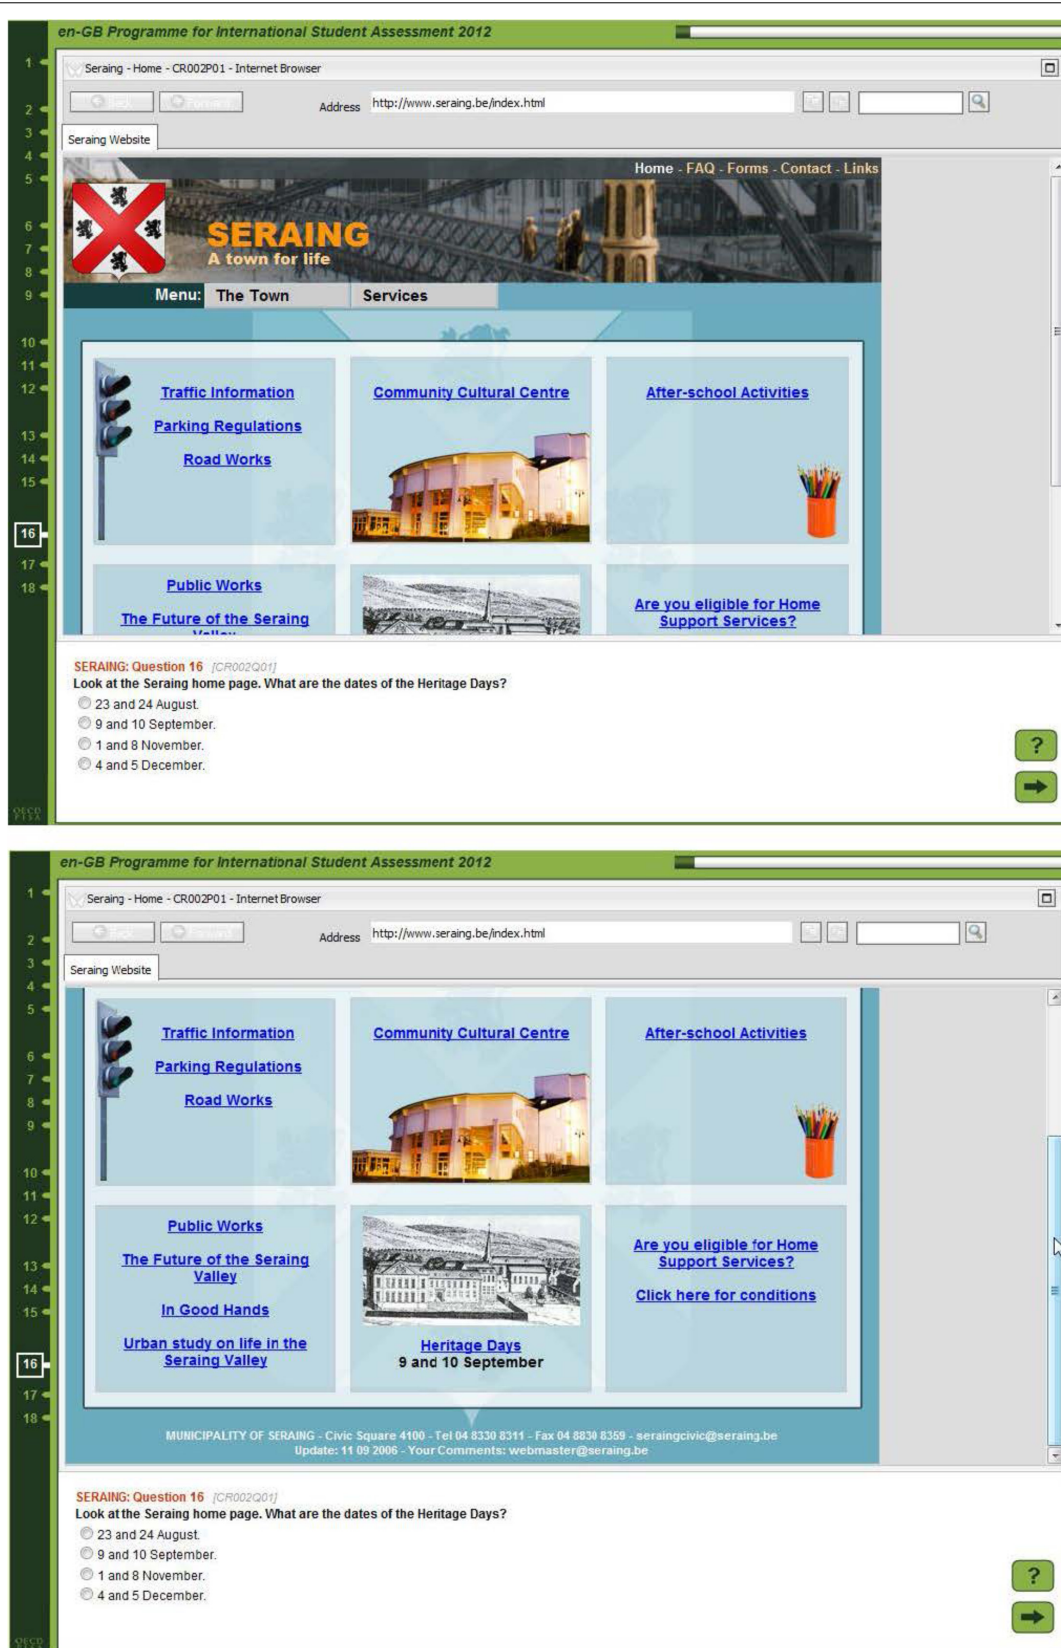 en-GB Programme for International Student Assessment 2012
Seraing - Home - CR002P01 - Internet Browser
Back Forward Address http://www.seraing.be/index.html
Seraing Website
Home - FAQ - Forms - Contact - Links
SERAING
A town for life
Menu: The Town Services
Traffic Information
Parking Regulations
Road Works
Community Cultural Centre
After-school Activities
Public Works
The Future of the Seraing
Valley
Are you eligible for Home
Support Services?
1
2
3
4
5
6
7
8
9
10
11
12
13
14
15
16
17
18
SERAING: Question 16 [CR002Q01]
Look at the Seraing home page. What are the dates of the Heritage Days?
23 and 24 August.
9 and 10 September.
1 and 8 November.
4 and 5 December.
?
OECD
PISA
en-GB Programme for International Student Assessment 2012
Seraing - Home - CR002P01 - Internet Browser
Back Forward Address http://www.seraing.be/index.html
Seraing Website
Traffic Information
Parking Regulations
Road Works
Community Cultural Centre
After-school Activities
Public Works
The Future of the Seraing
Valley
In Good Hands
Urban study on life in the
Seraing Valley
Heritage Days
9 and 10 September
Are you eligible for Home
Support Services?
Click here for conditions
MUNICIPALITY OF SERAING - Civic Square 4100 - Tel 04 8330 8311 - Fax 04 8830 8359 - seraingcivic@seraing.be
Update: 11 09 2006 - Your Comments: webmaster@seraing.be
1
2
3
4
5
6
7
8
9
10
11
12
13
14
15
16
17
18
SERAING: Question 16 [CR002Q01]
Look at the Seraing home page. What are the dates of the Heritage Days?
23 and 24 August.
9 and 10 September.
1 and 8 November.
4 and 5 December.
?
OECD